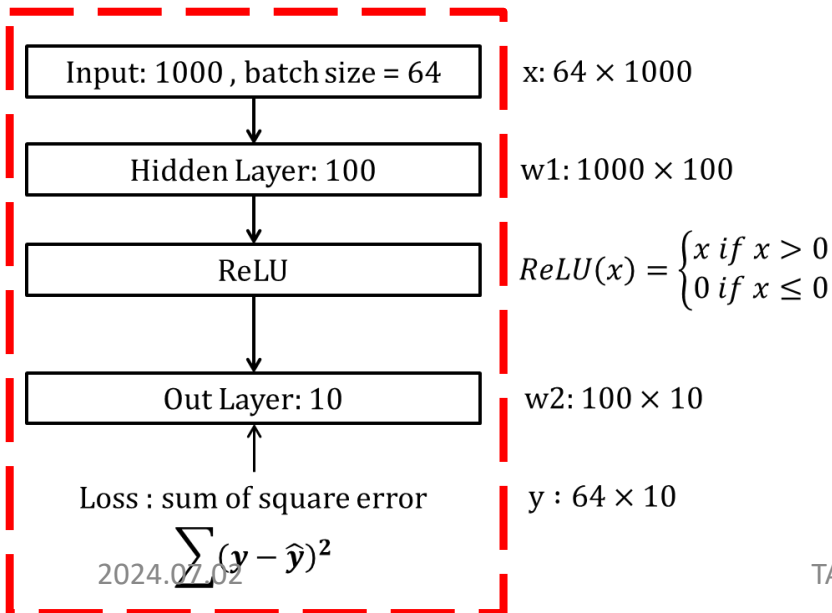 Input: 1000 , batch size = 64
x: 64 × 1000
Hidden Layer: 100
w1: 1000 × 100
ReLU
ReLU(x) = {x if x > 0
0 if x ≤ 0
Out Layer: 10
w2: 100 × 10
Loss : sum of square error
y : 64 × 10
∑(y − ŷ)²
2024.07.02
TA